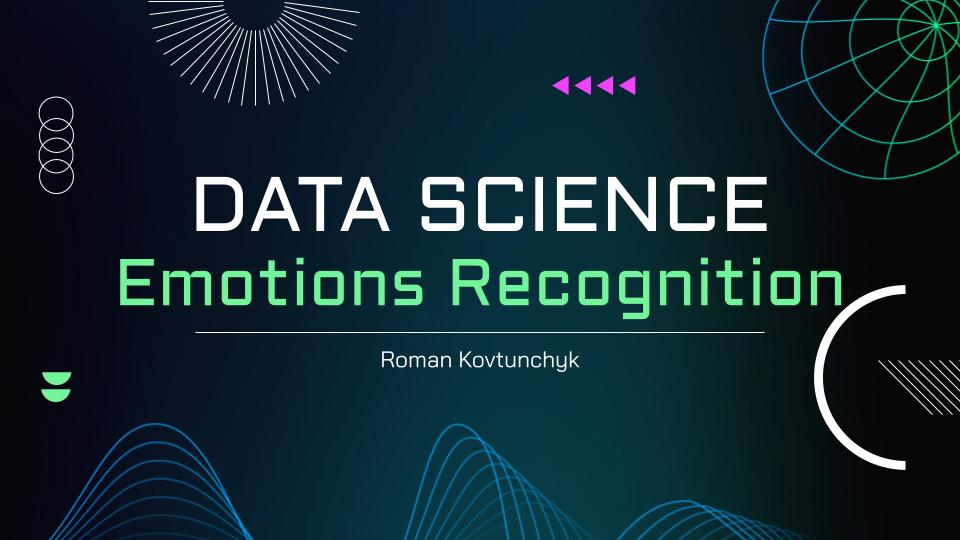 DATA SCIENCE
Emotions Recognition
Roman Kovtunchyk